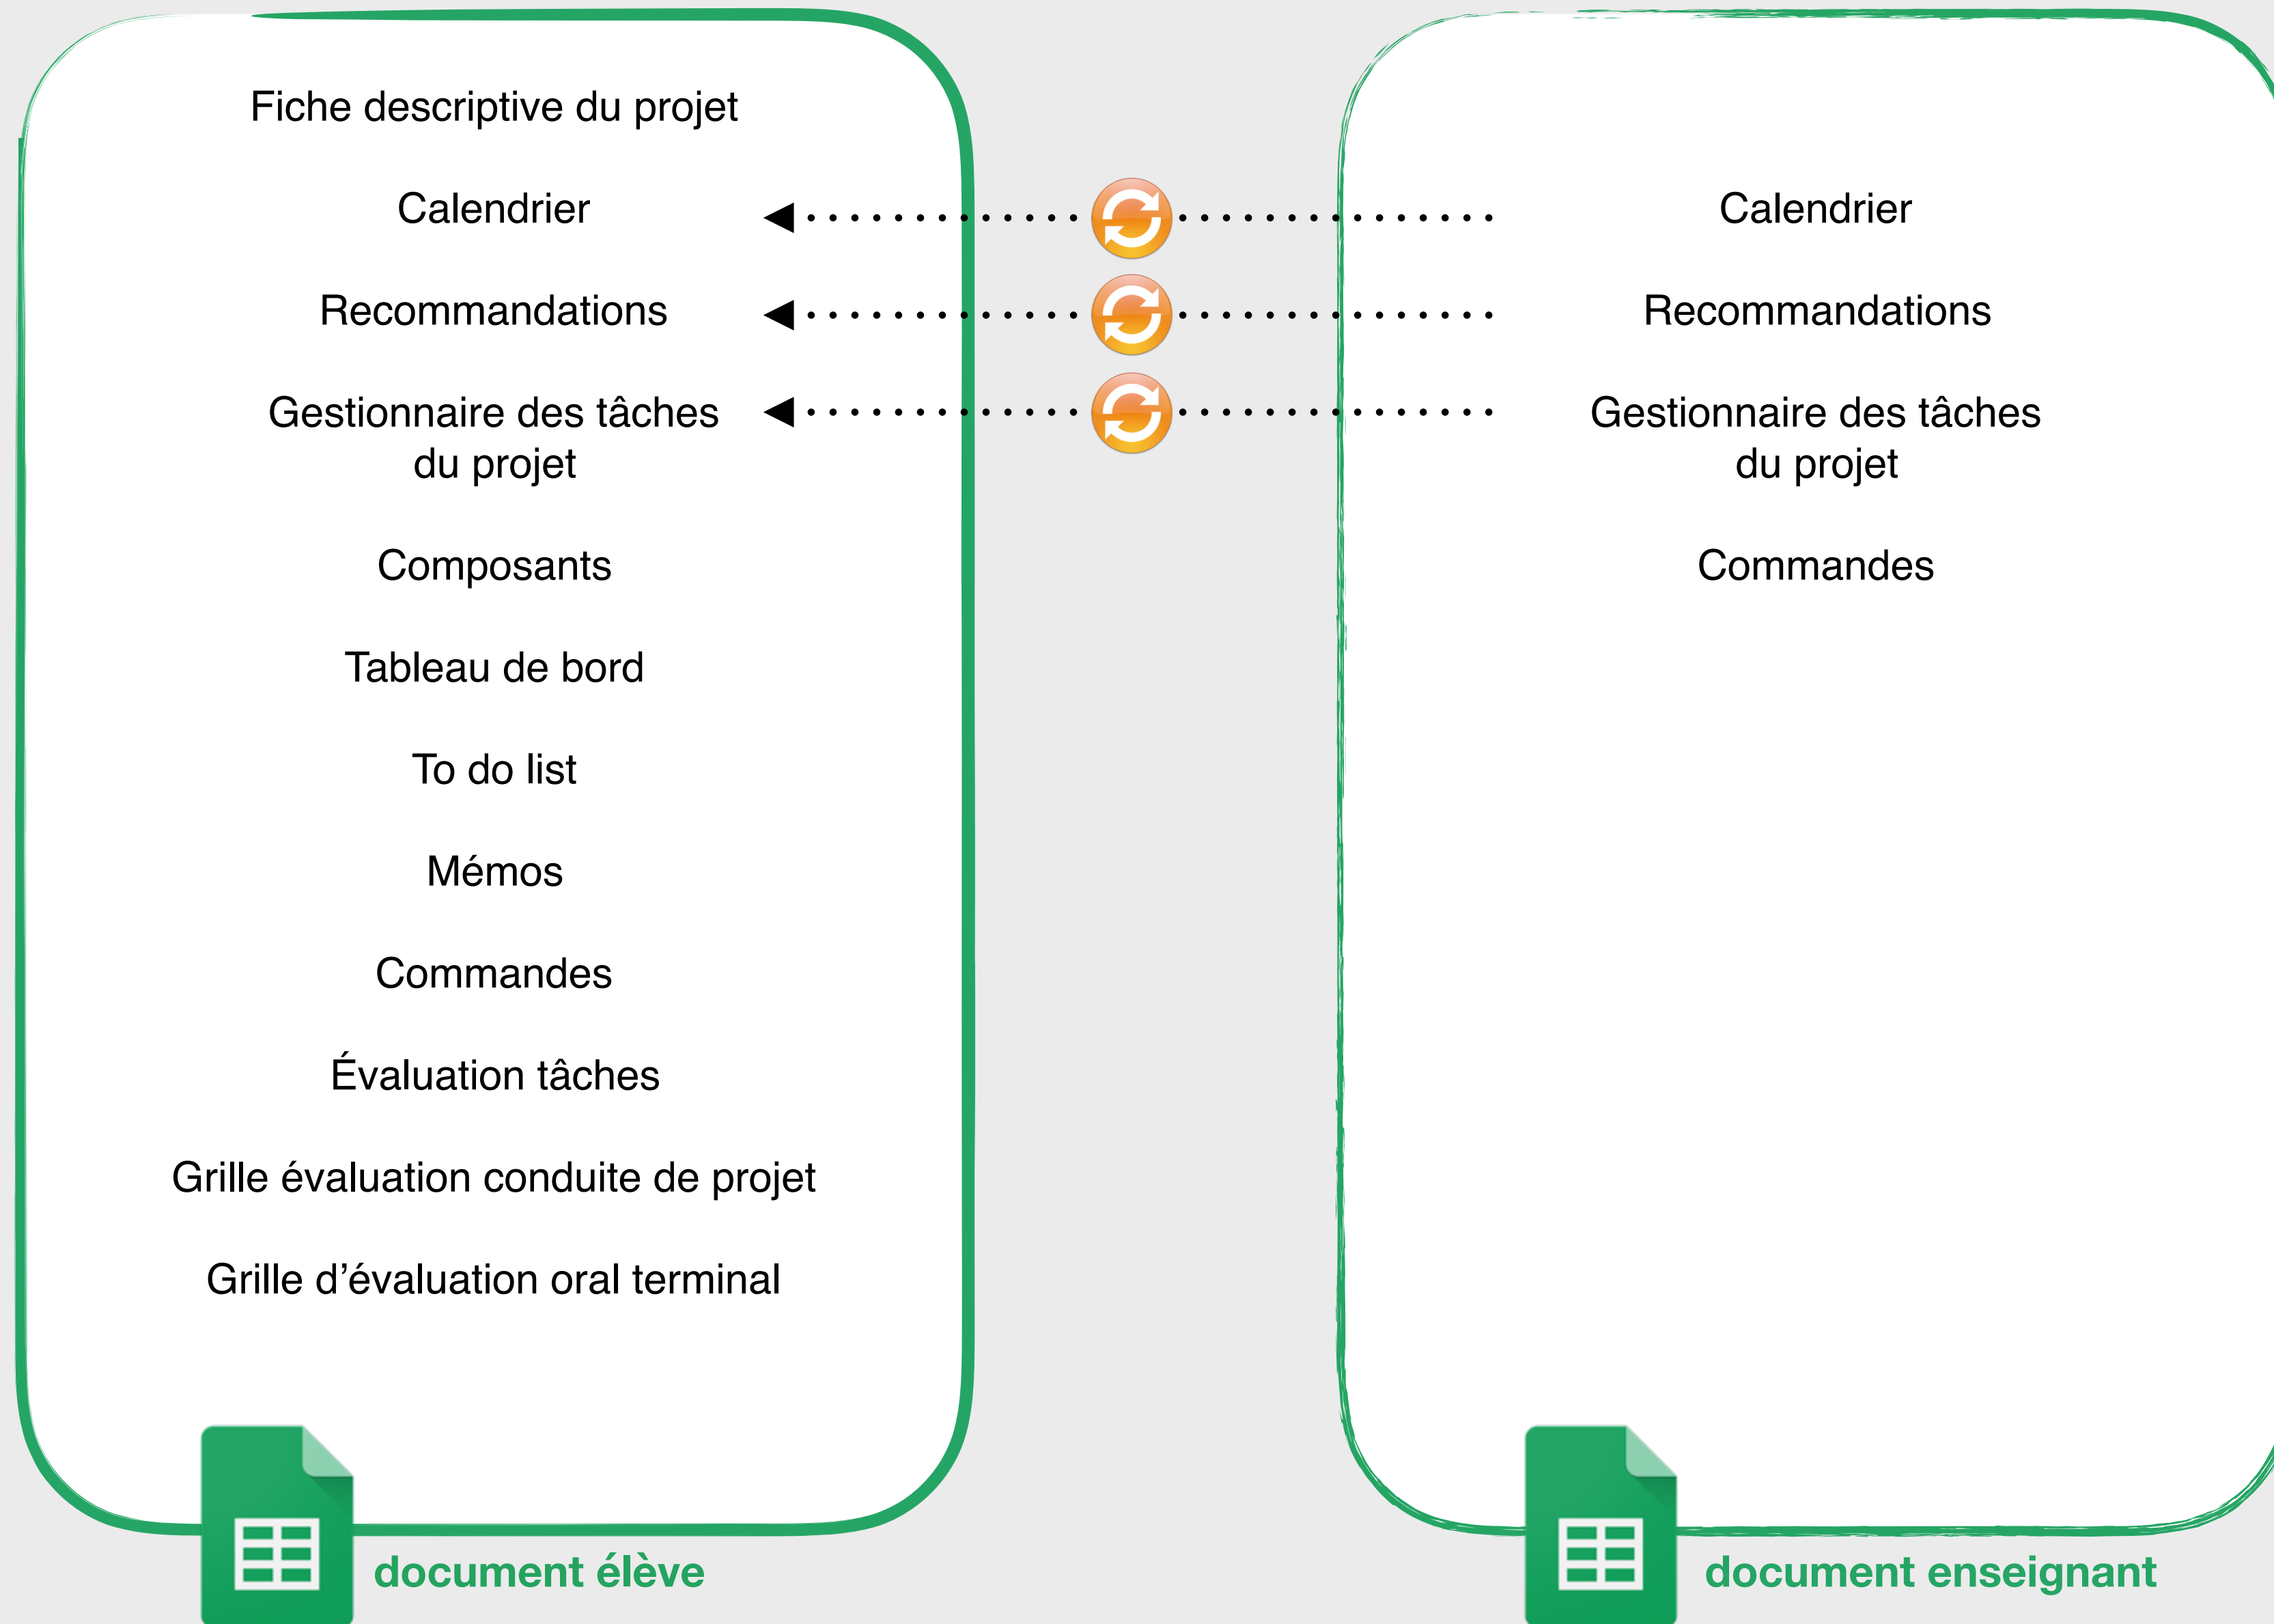 Fiche descriptive du projet
Calendrier
Recommandations
Gestionnaire des tâches
du projet
Composants
Tableau de bord
To do list
Mémos
Commandes
Évaluation tâches
Grille évaluation conduite de projet
Grille d’évaluation oral terminal
document élève
Calendrier
Recommandations
Gestionnaire des tâches
du projet
Commandes
document enseignant